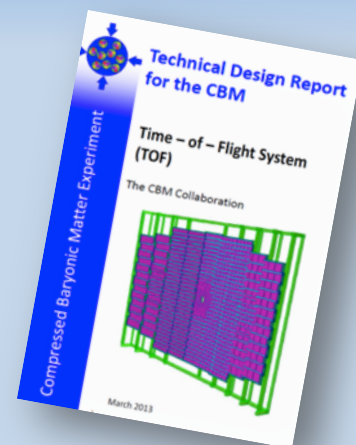 Technical Design Report
for the CBM
Time – of – Flight System
(TOF)
The CBM Collaboration
Compressed Baryonic Matter Experiment
March 2013